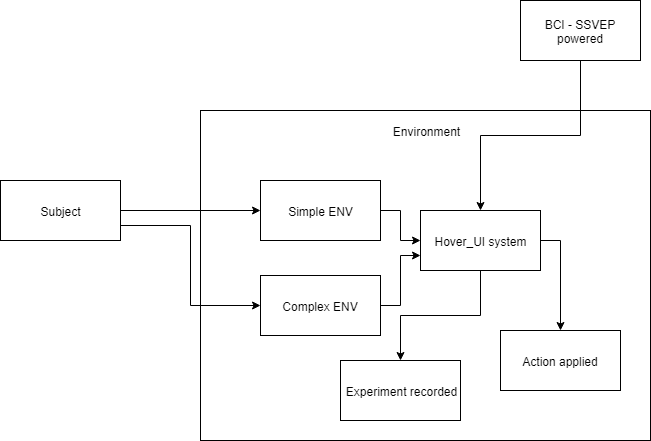 BCI - SSVEP
powered
Environment
Subject
Simple ENV
Hover_UI system
Complex ENV
Action applied
Experiment recorded